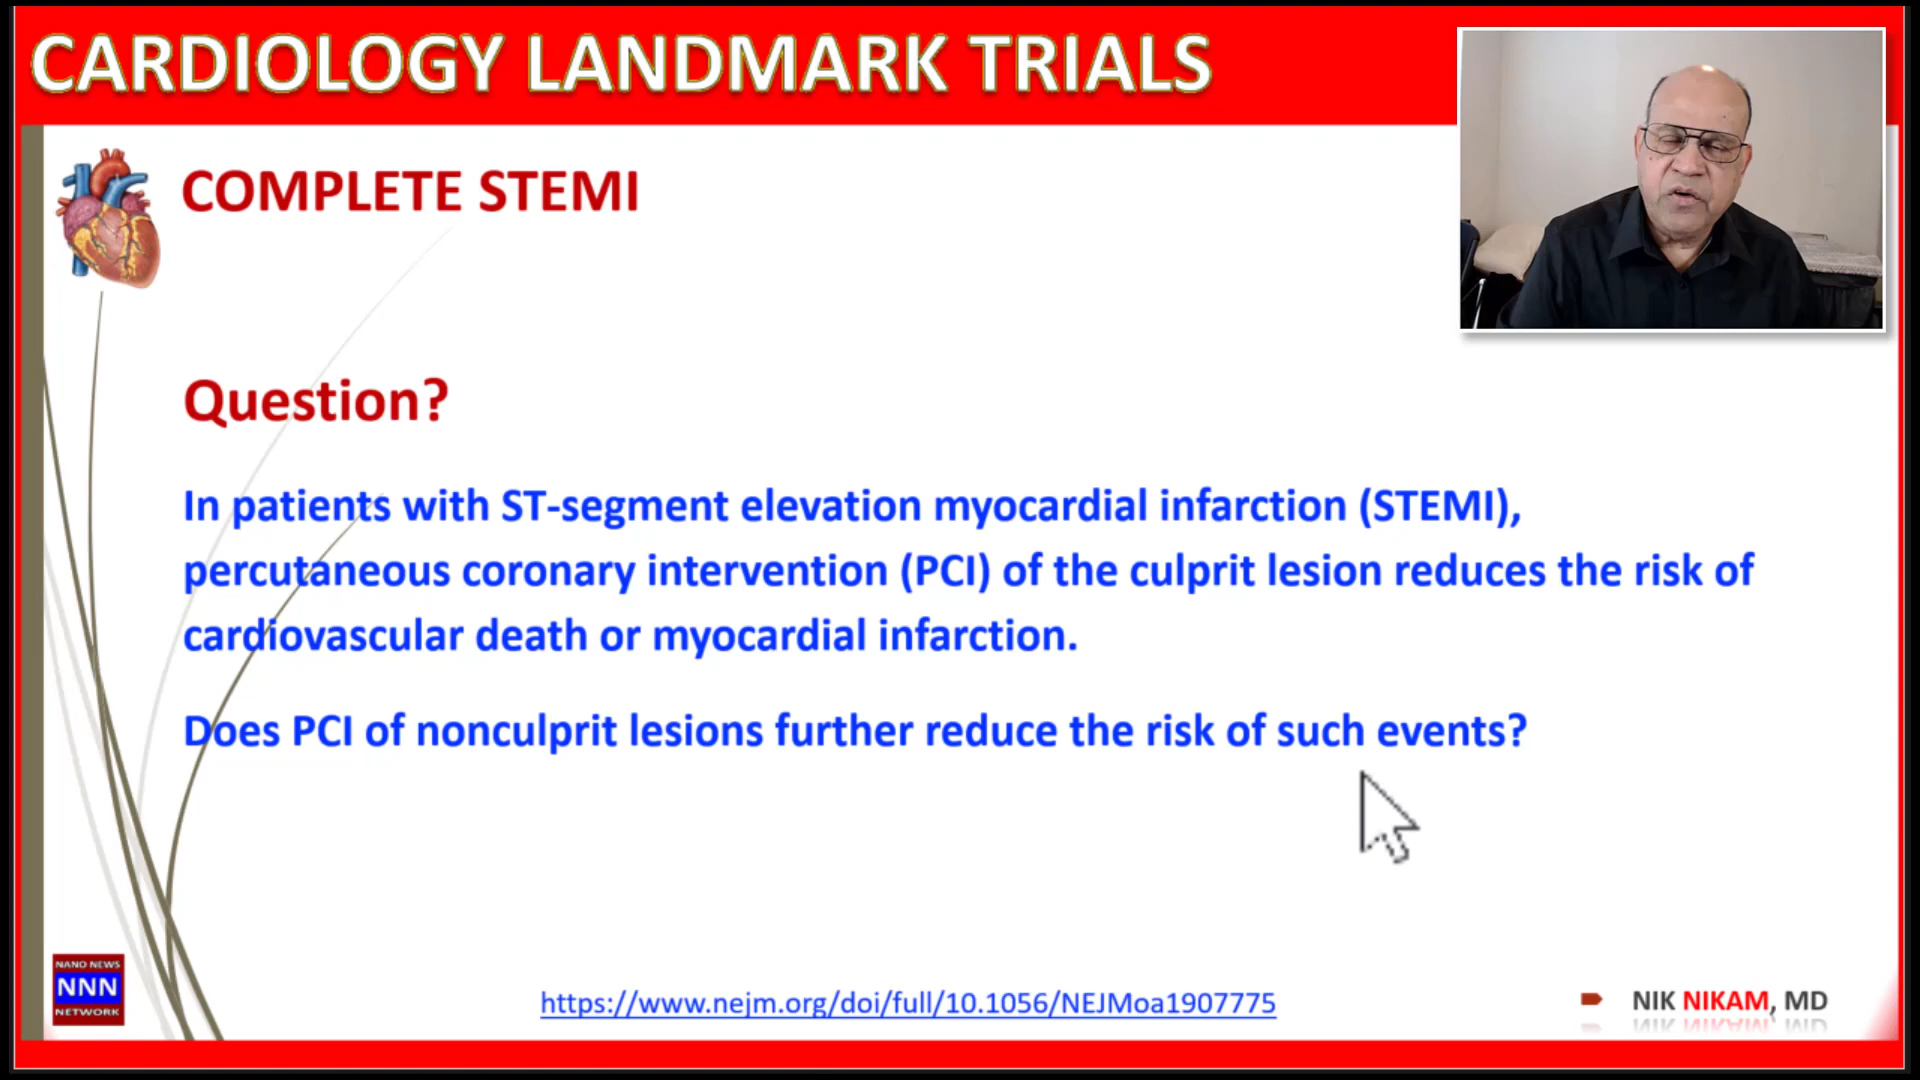 CARDIOLOGY LANDMARK TRIALS
COMPLETE STEMI
Question?
In patients with ST-segment elevation myocardial infarction (STEMI),
percutaneous coronary intervention (PCI) of the culprit lesion reduces the risk of
cardiovascular death or myocardial infarction.
Does PCI of nonculprit lesions further reduce the risk of such events?
NANO NEWS
NNN
NETWORK
https://www.nejm.org/doi/full/10.1056/NEJMoa1907775
NIK NIKAM, MD